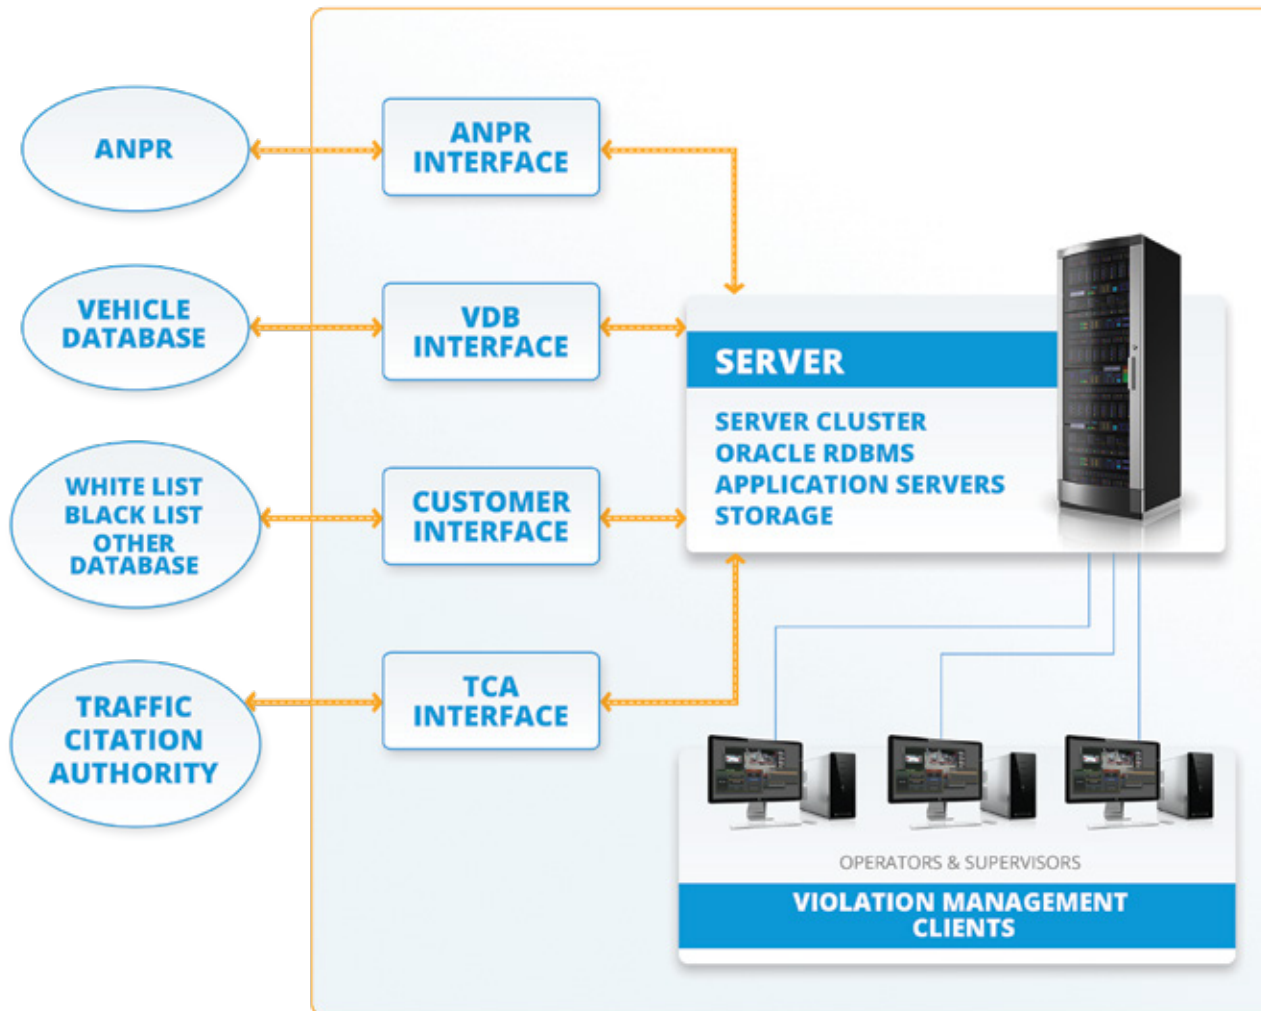 ANPR
ANPR
INTERFACE
VEHICLE
DATABASE
VDB
INTERFACE
SERVER
SERVER CLUSTER
ORACLE RDBMS
APPLICATION SERVERS
STORAGE
WHITE LIST
BLACK LIST
OTHER
DATABASE
CUSTOMER
INTERFACE
TRAFFIC
CITATION
AUTHORITY
TCA
INTERFACE
OPERATORS & SUPERVISORS
VIOLATION MANAGEMENT
CLIENTS